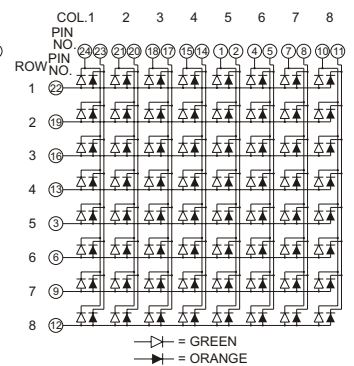 COL.1 2 3 4 5 6 7 8
PIN
NO.
24 23 21 20 18 17 15 14 1 2 4 5 7 8 10 11
ROW PIN
NO.
1 22
2 19
3 16
4 13
5 3
6 6
7 9
8 12
= GREEN
= ORANGE